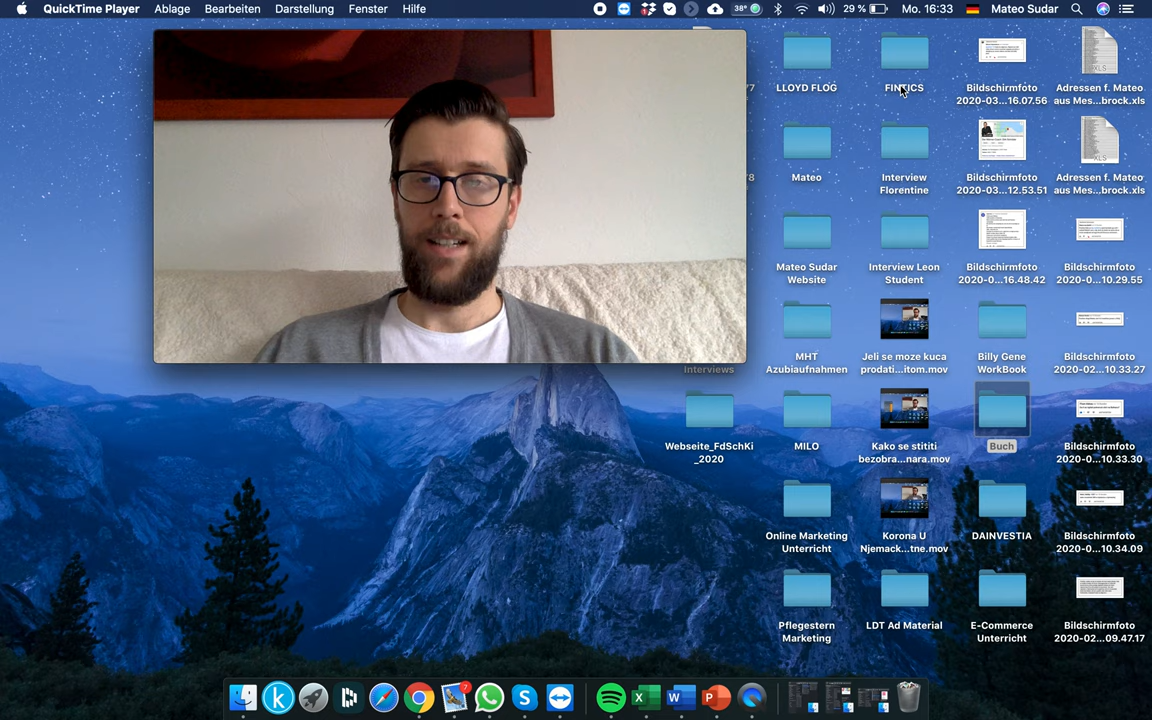 QuickTime Player Ablage Bearbeiten Darstellung Fenster Hilfe 38° 29 % Mo. 16:33 Mateo Sudar
LLOYD FLOG
Bildschirmfoto
2020-03...16.07.56
Adressen f. Mateo
aus Mes...brock.xls
Mateo
Interview
Florentine
Bildschirmfoto
2020-03...12.53.51
Adressen f. Mateo
aus Mes...brock.xls
XLS
XLS
Mateo Sudar
Website
Interview Leon
Student
Bildschirmfoto
2020-0...16.48.42
Bildschirmfoto
2020-0...10.29.55
Interviews
MHT
Azubiaufnahmen
Jeli se moze kuca
prodati...itom.mov
Billy Gene
WorkBook
Bildschirmfoto
2020-02...10.33.27
Webseite_FdSchKi
_2020
MILO
Kako se stititi
bezobra...nara.mov
Buch
Bildschirmfoto
2020-0...10.33.30
Online Marketing
Unterricht
Korona U
Njemack...tne.mov
DAINVESTIA
Bildschirmfoto
2020-0...10.34.09
Pflegestern
Marketing
LDT Ad Material
E-Commerce
Unterricht
Bildschirmfoto
2020-02...09.47.17
7